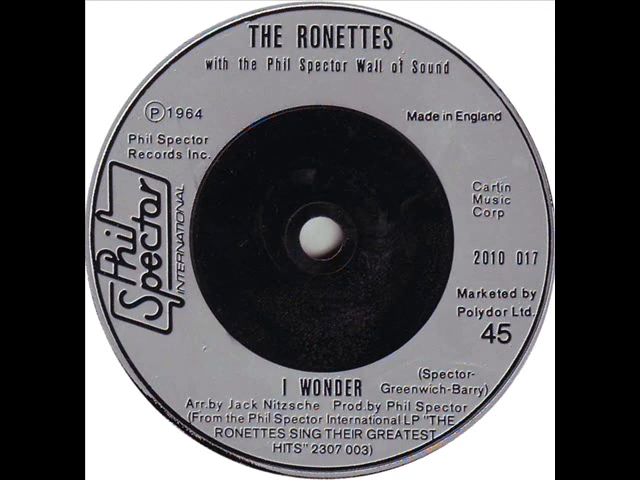 THE RONETTES
with the Phil Spector Wall of Sound
Ⓟ1964
Made in England
Phil Spector
Records Inc.
Phil
Spector
INTERNATIONAL
Carlin
Music
Corp
2010 017
Marketed by
Polydor Ltd.
45
I WONDER
(Spector-
Greenwich-Barry)
Arr.by Jack Nitzsche Prod.by Phil Spector
(From the Phil Spector International LP "THE
RONETTES SING THEIR GREATEST
HITS" 2307 003)